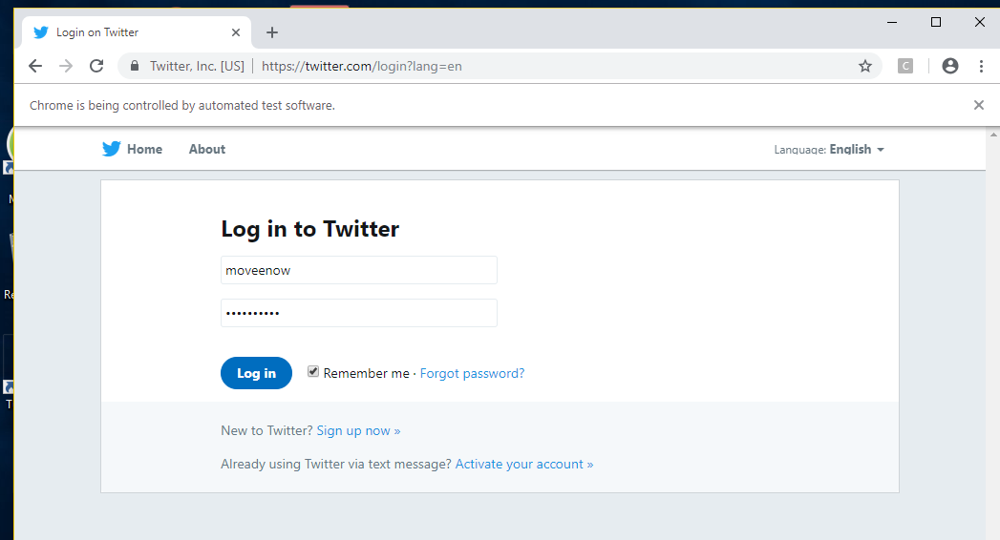 Login on Twitter
Twitter, Inc. [US] https://twitter.com/login?lang=en
C
Chrome is being controlled by automated test software.
Home About Language: English
Log in to Twitter
moveenow
••••••••••
Log in Remember me · Forgot password?
New to Twitter? Sign up now »
Already using Twitter via text message? Activate your account »
M
Re
T